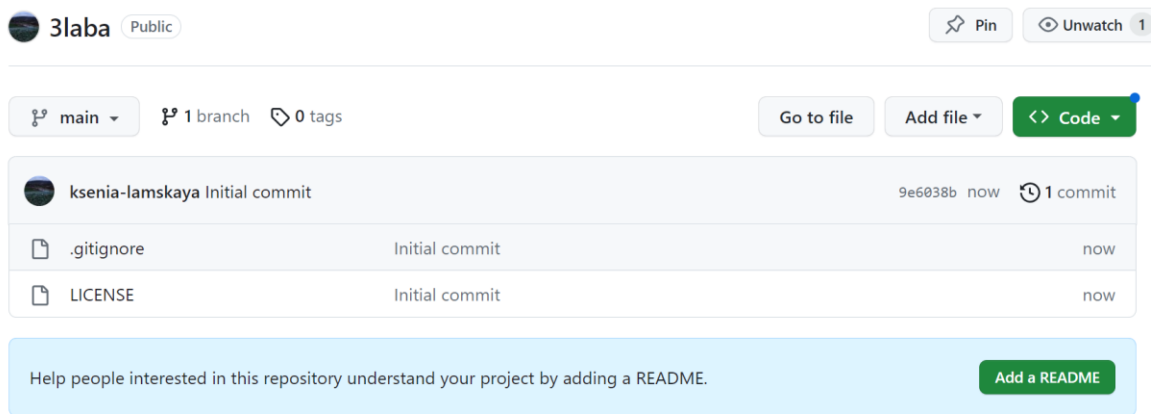 3laba Public Pin Unwatch 1
main 1 branch 0 tags Go to file Add file Code
ksenia-lamskaya Initial commit 9e6038b now 1 commit
.gitignore Initial commit now
LICENSE Initial commit now
Help people interested in this repository understand your project by adding a README. Add a README